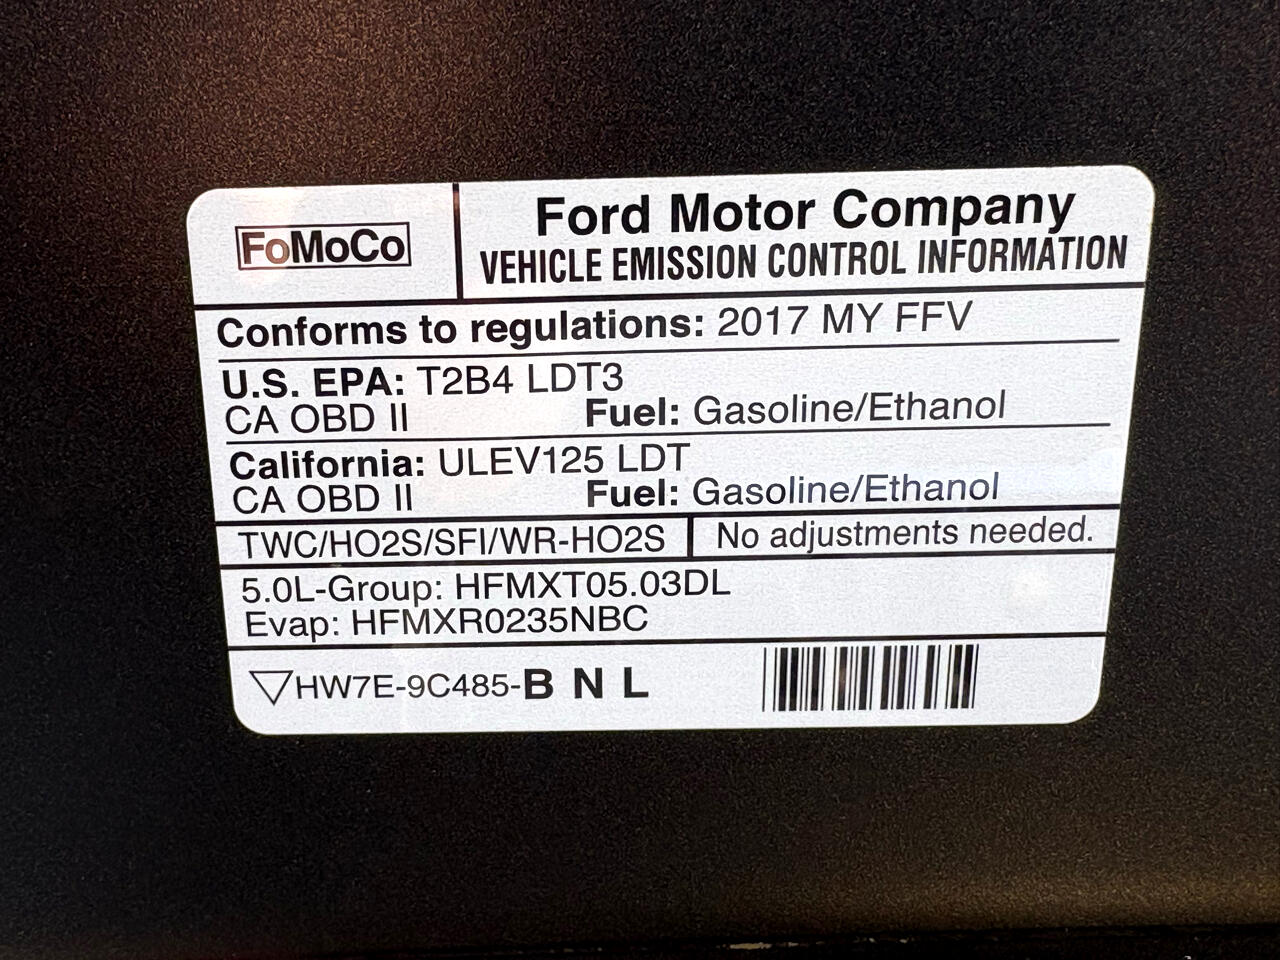 FoMoCo
Ford Motor Company
VEHICLE EMISSION CONTROL INFORMATION
Conforms to regulations: 2017 MY FFV
U.S. EPA: T2B4 LDT3
CA OBD II Fuel: Gasoline/Ethanol
California: ULEV125 LDT
CA OBD II Fuel: Gasoline/Ethanol
TWC/HO2S/SFI/WR-HO2S No adjustments needed.
5.0L-Group: HFMXT05.03DL
Evap: HFMXR0235NBC
HW7E-9C485-B N L